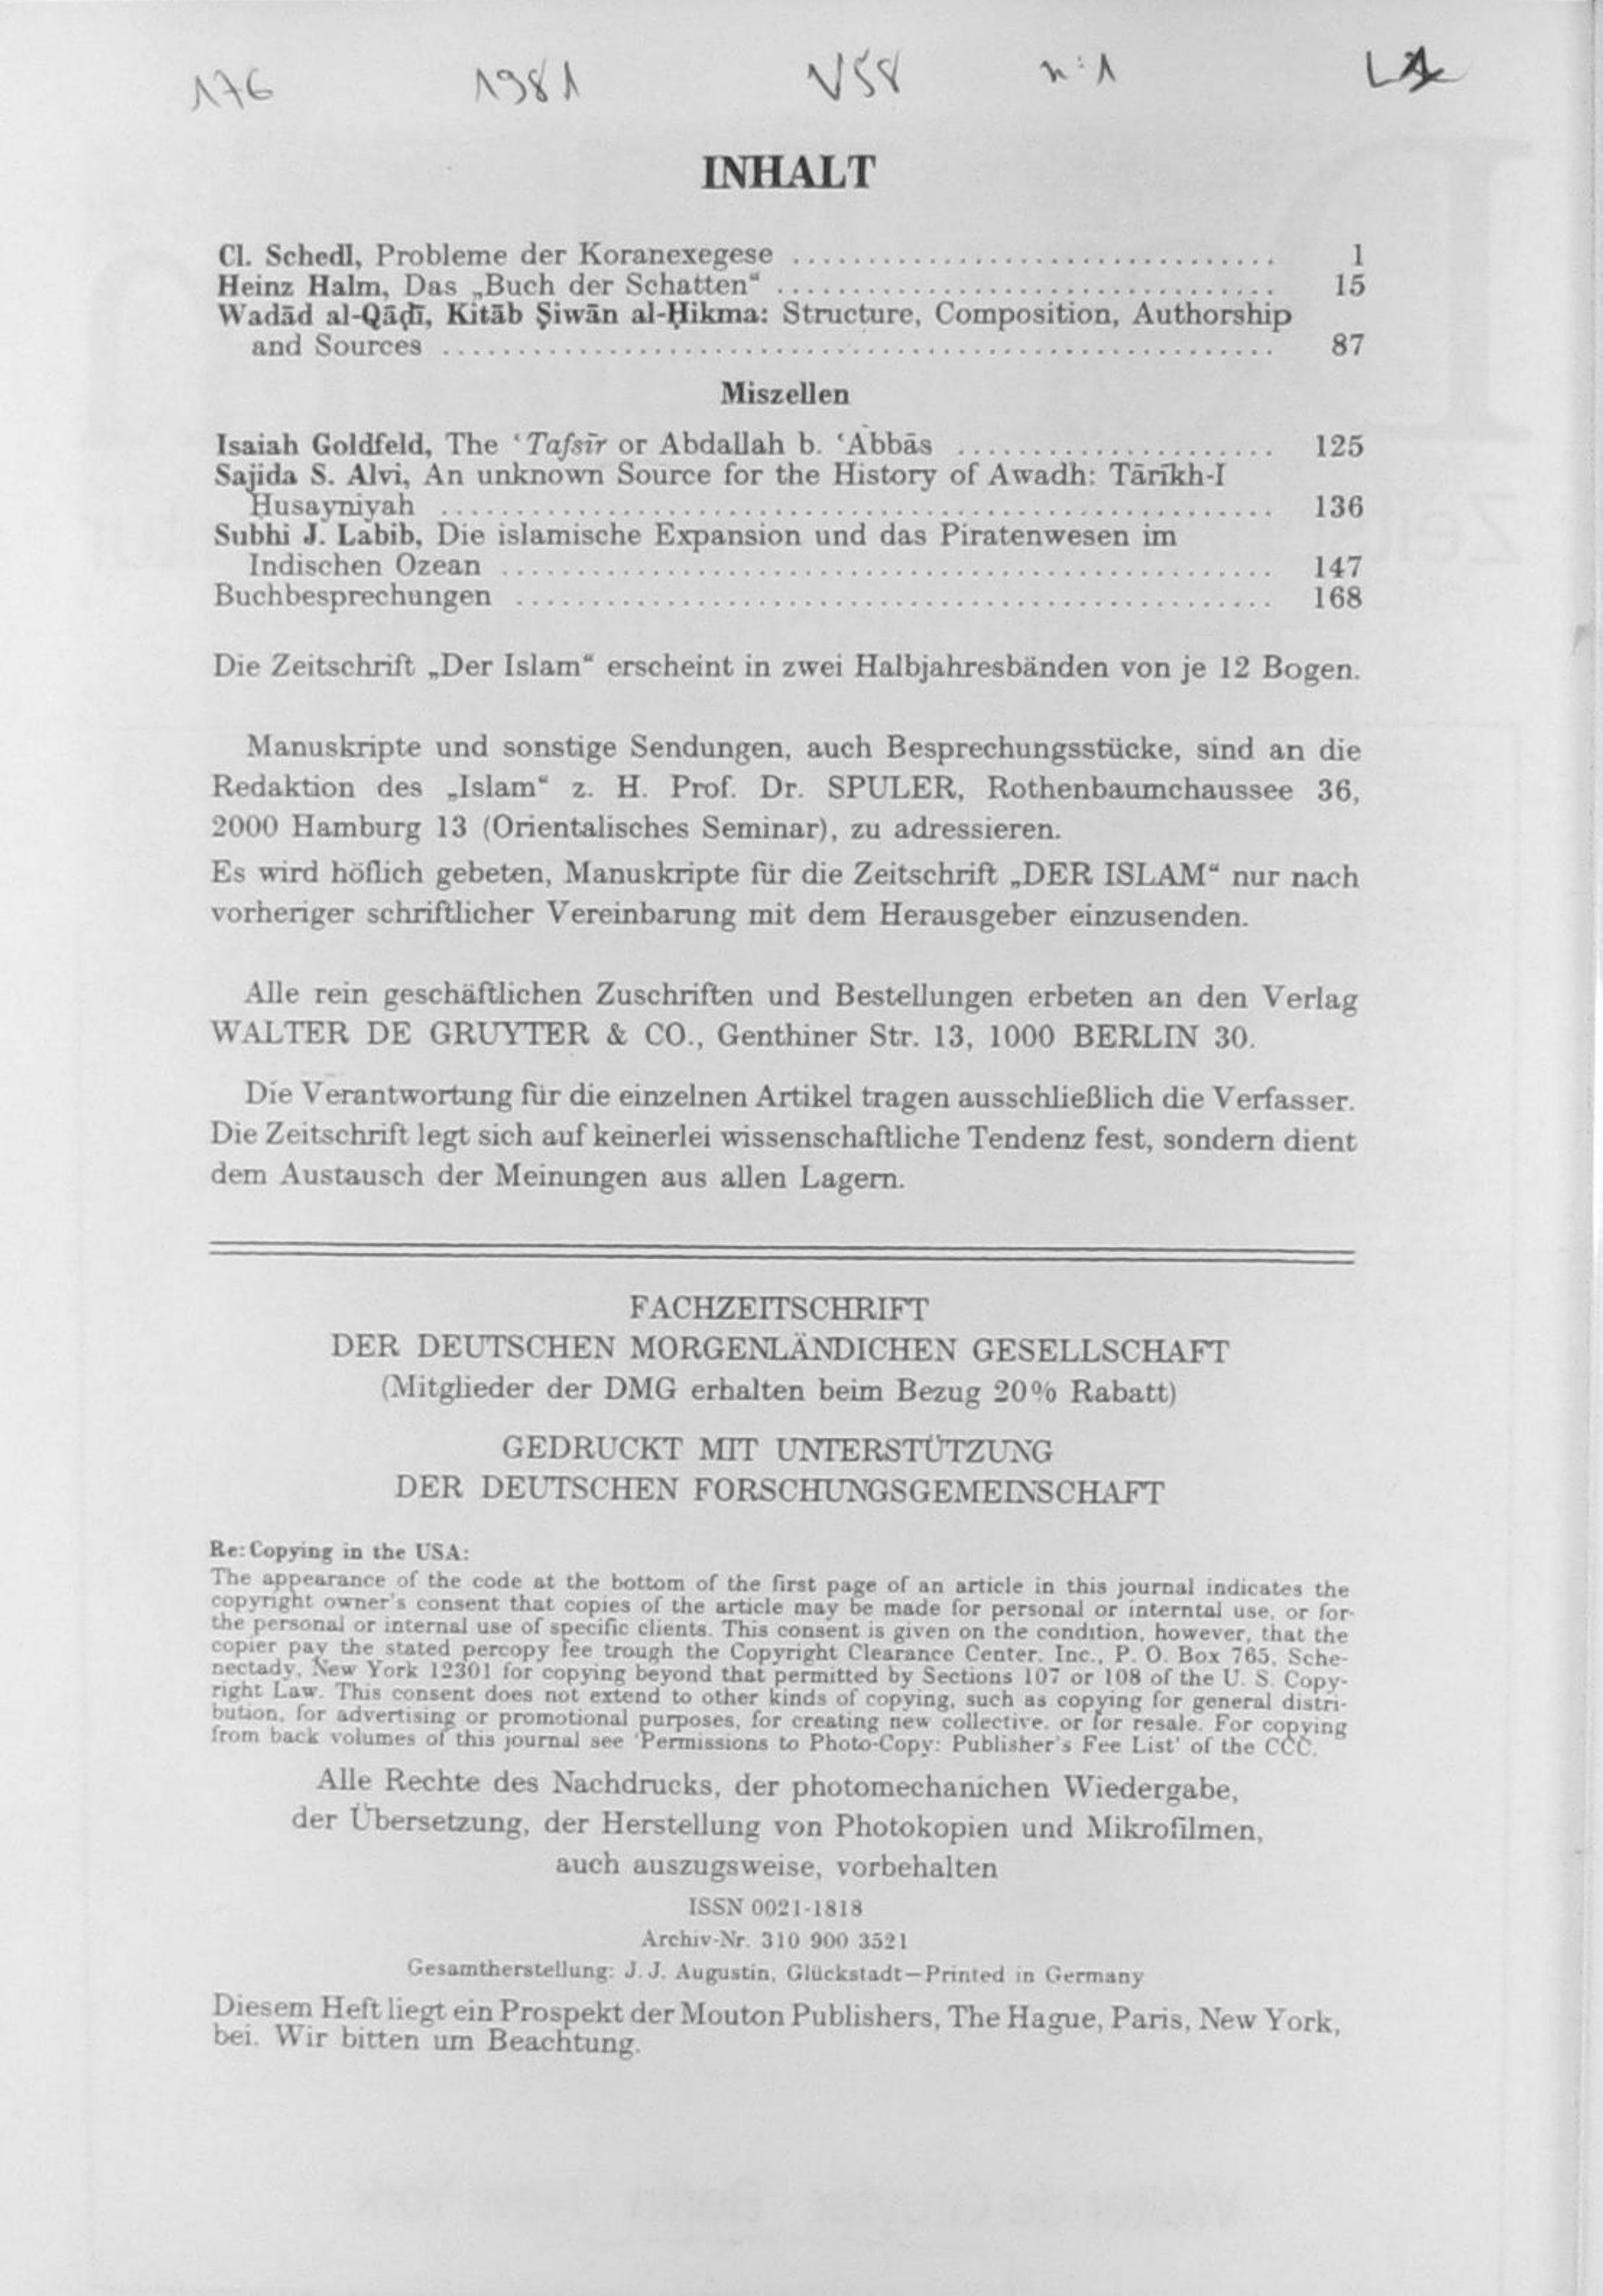 176 1981 V58 n:1
INHALT
Cl. Schedl, Probleme der Koranexegese ................................ 1
Heinz Halm, Das „Buch der Schatten“ ................................. 15
Wadād al-Qāḍī, Kitāb Ṣiwān al-Ḥikma: Structure, Composition, Authorship
and Sources ....................................................... 87
Miszellen
Isaiah Goldfeld, The ‘Tafsīr or Abdallah b. ‘Abbās ..................... 125
Sajida S. Alvi, An unknown Source for the History of Awadh: Tārīkh-I
Husayniyah ....................................................... 136
Subhi J. Labib, Die islamische Expansion und das Piratenwesen im
Indischen Ozean ................................................... 147
Buchbesprechungen .................................................. 168
Die Zeitschrift „Der Islam“ erscheint in zwei Halbjahresbänden von je 12 Bogen.
Manuskripte und sonstige Sendungen, auch Besprechungsstücke, sind an die
Redaktion des „Islam“ z. H. Prof. Dr. SPULER, Rothenbaumchaussee 36,
2000 Hamburg 13 (Orientalisches Seminar), zu adressieren.
Es wird höflich gebeten, Manuskripte für die Zeitschrift „DER ISLAM“ nur nach
vorheriger schriftlicher Vereinbarung mit dem Herausgeber einzusenden.
Alle rein geschäftlichen Zuschriften und Bestellungen erbeten an den Verlag
WALTER DE GRUYTER & CO., Genthiner Str. 13, 1000 BERLIN 30.
Die Verantwortung für die einzelnen Artikel tragen ausschließlich die Verfasser.
Die Zeitschrift legt sich auf keinerlei wissenschaftliche Tendenz fest, sondern dient
dem Austausch der Meinungen aus allen Lagern.
FACHZEITSCHRIFT
DER DEUTSCHEN MORGENLÄNDICHEN GESELLSCHAFT
(Mitglieder der DMG erhalten beim Bezug 20% Rabatt)
GEDRUCKT MIT UNTERSTÜTZUNG
DER DEUTSCHEN FORSCHUNGSGEMEINSCHAFT
Re: Copying in the USA:
The appearance of the code at the bottom of the first page of an article in this journal indicates the
copyright owner's consent that copies of the article may be made for personal or interntal use, or for-
the personal or internal use of specific clients. This consent is given on the condition, however, that the
copier pay the stated percopy fee trough the Copyright Clearance Center. Inc., P. O. Box 765, Sche-
nectady, New York 12301 for copying beyond that permitted by Sections 107 or 108 of the U. S. Copy-
right Law. This consent does not extend to other kinds of copying, such as copying for general distri-
bution, for advertising or promotional purposes, for creating new collective, or for resale. For copying
from back volumes of this journal see 'Permissions to Photo-Copy: Publisher's Fee List' of the CCC.
Alle Rechte des Nachdrucks, der photomechanichen Wiedergabe,
der Übersetzung, der Herstellung von Photokopien und Mikrofilmen,
auch auszugsweise, vorbehalten
ISSN 0021-1818
Archiv-Nr. 310 900 3521
Gesamtherstellung: J. J. Augustin, Glückstadt—Printed in Germany
Diesem Heft liegt ein Prospekt der Mouton Publishers, The Hague, Paris, New York,
bei. Wir bitten um Beachtung.